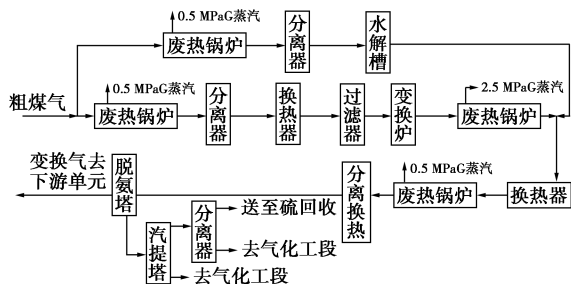 0.5 MPaG蒸汽
废热锅炉
分离器
水解槽
粗煤气
0.5 MPaG蒸汽
废热锅炉
分离器
换热器
过滤器
变换炉
2.5 MPaG蒸汽
废热锅炉
变换气去
下游单元
脱氨塔
汽提塔
分离器
送至硫回收
去气化工段
去气化工段
分离换热
0.5 MPaG蒸汽
废热锅炉
换热器